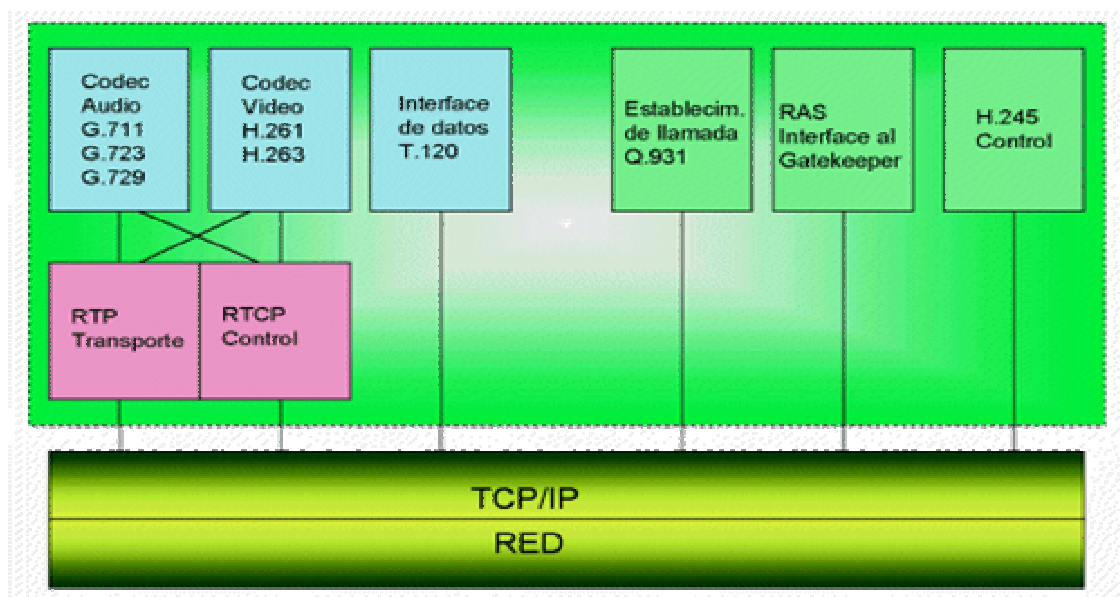 Codec
Audio
G.711
G.723
G.729
Codec
Video
H.261
H.263
Interface
de datos
T.120
Establecim.
de llamada
Q.931
RAS
Interface al
Gatekeeper
H.245
Control
RTP
Transporte
RTCP
Control
TCP/IP
RED